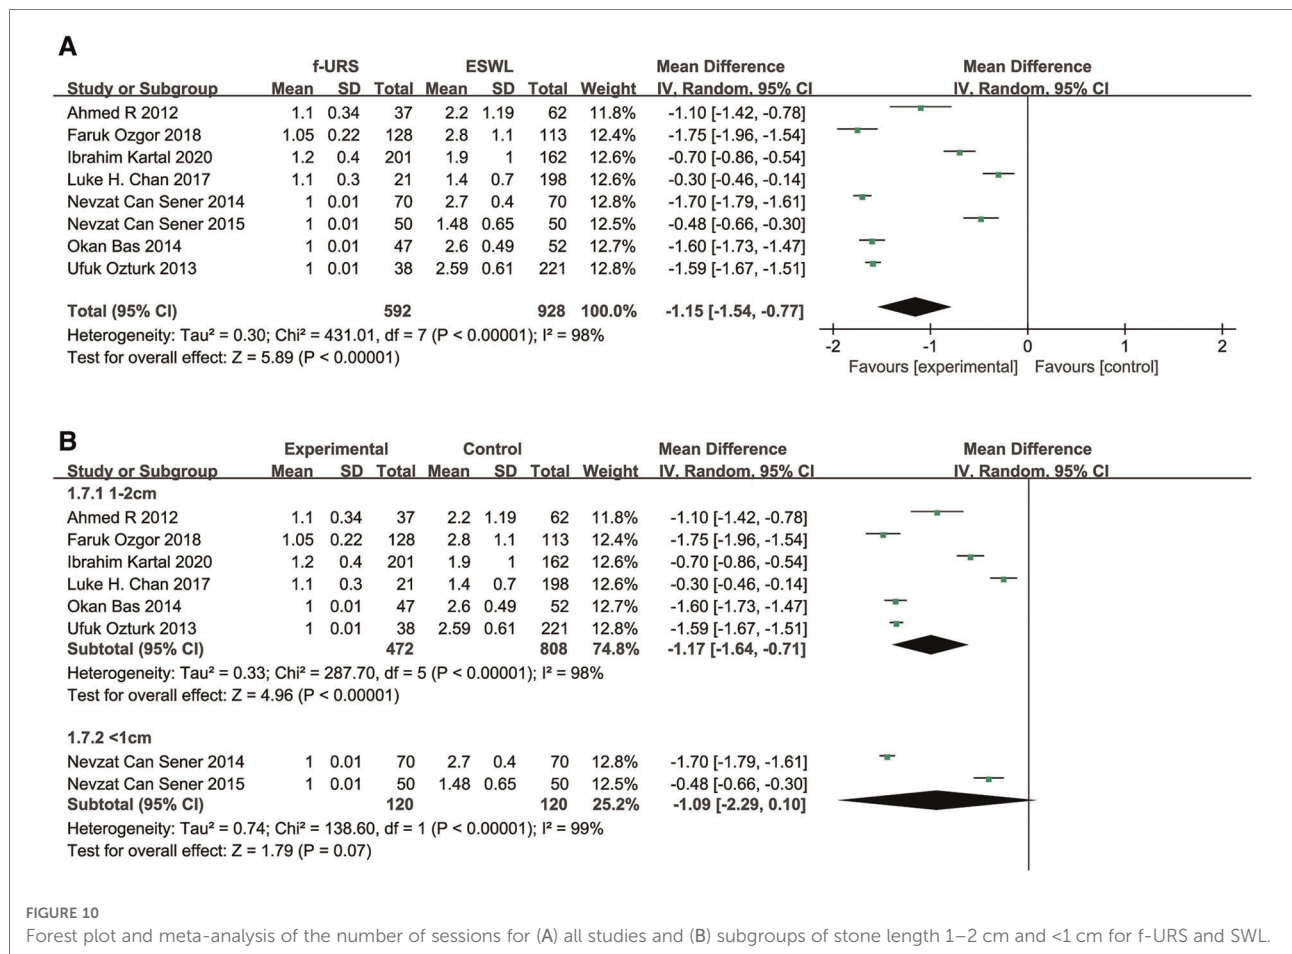 A
f-URS ESWL Mean Difference Mean Difference
Study or Subgroup Mean SD Total Mean SD Total Weight IV, Random, 95% CI IV, Random, 95% CI
Ahmed R 2012 1.1 0.34 37 2.2 1.19 62 11.8% -1.10 [-1.42, -0.78]
Faruk Ozgor 2018 1.05 0.22 128 2.8 1.1 113 12.4% -1.75 [-1.96, -1.54]
Ibrahim Kartal 2020 1.2 0.4 201 1.9 1 162 12.6% -0.70 [-0.86, -0.54]
Luke H. Chan 2017 1.1 0.3 21 1.4 0.7 198 12.6% -0.30 [-0.46, -0.14]
Nevzat Can Sener 2014 1 0.01 70 2.7 0.4 70 12.8% -1.70 [-1.79, -1.61]
Nevzat Can Sener 2015 1 0.01 50 1.48 0.65 50 12.5% -0.48 [-0.66, -0.30]
Okan Bas 2014 1 0.01 47 2.6 0.49 52 12.7% -1.60 [-1.73, -1.47]
Ufuk Ozturk 2013 1 0.01 38 2.59 0.61 221 12.8% -1.59 [-1.67, -1.51]
Total (95% CI) 592 928 100.0% -1.15 [-1.54, -0.77]
Heterogeneity: Tau² = 0.30; Chi² = 431.01, df = 7 (P < 0.00001); I² = 98%
Test for overall effect: Z = 5.89 (P < 0.00001)
-2 -1 0 1 2
Favours [experimental] Favours [control]
B
Experimental Control Mean Difference Mean Difference
Study or Subgroup Mean SD Total Mean SD Total Weight IV, Random, 95% CI IV, Random, 95% CI
1.7.1 1-2cm
Ahmed R 2012 1.1 0.34 37 2.2 1.19 62 11.8% -1.10 [-1.42, -0.78]
Faruk Ozgor 2018 1.05 0.22 128 2.8 1.1 113 12.4% -1.75 [-1.96, -1.54]
Ibrahim Kartal 2020 1.2 0.4 201 1.9 1 162 12.6% -0.70 [-0.86, -0.54]
Luke H. Chan 2017 1.1 0.3 21 1.4 0.7 198 12.6% -0.30 [-0.46, -0.14]
Okan Bas 2014 1 0.01 47 2.6 0.49 52 12.7% -1.60 [-1.73, -1.47]
Ufuk Ozturk 2013 1 0.01 38 2.59 0.61 221 12.8% -1.59 [-1.67, -1.51]
Subtotal (95% CI) 472 808 74.8% -1.17 [-1.64, -0.71]
Heterogeneity: Tau² = 0.33; Chi² = 287.70, df = 5 (P < 0.00001); I² = 98%
Test for overall effect: Z = 4.96 (P < 0.00001)
1.7.2 <1cm
Nevzat Can Sener 2014 1 0.01 70 2.7 0.4 70 12.8% -1.70 [-1.79, -1.61]
Nevzat Can Sener 2015 1 0.01 50 1.48 0.65 50 12.5% -0.48 [-0.66, -0.30]
Subtotal (95% CI) 120 120 25.2% -1.09 [-2.29, 0.10]
Heterogeneity: Tau² = 0.74; Chi² = 138.60, df = 1 (P < 0.00001); I² = 99%
Test for overall effect: Z = 1.79 (P = 0.07)
FIGURE 10
Forest plot and meta-analysis of the number of sessions for (A) all studies and (B) subgroups of stone length 1–2 cm and <1 cm for f-URS and SWL.